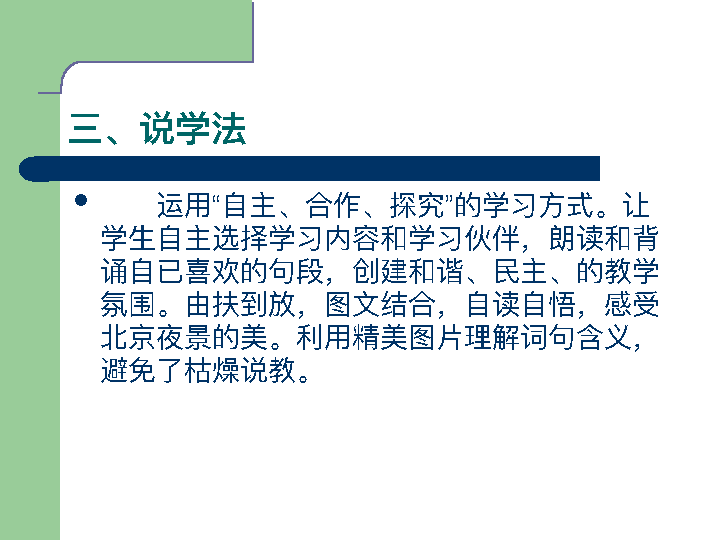 三、说学法
运用“自主、合作、探究”的学习方式。让
学生自主选择学习内容和学习伙伴，朗读和背
诵自已喜欢的句段，创建和谐、民主、的教学
氛围。由扶到放，图文结合，自读自悟，感受
北京夜景的美。利用精美图片理解词句含义，
避免了枯燥说教。